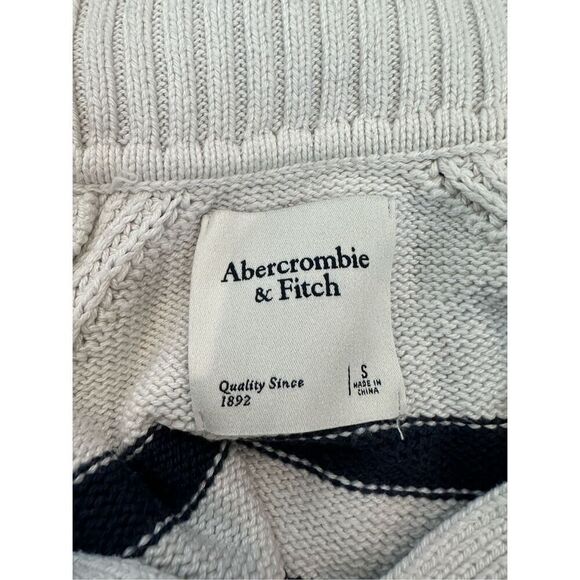 Abercrombie
& Fitch
Quality Since
1892
S
MADE IN
CHINA